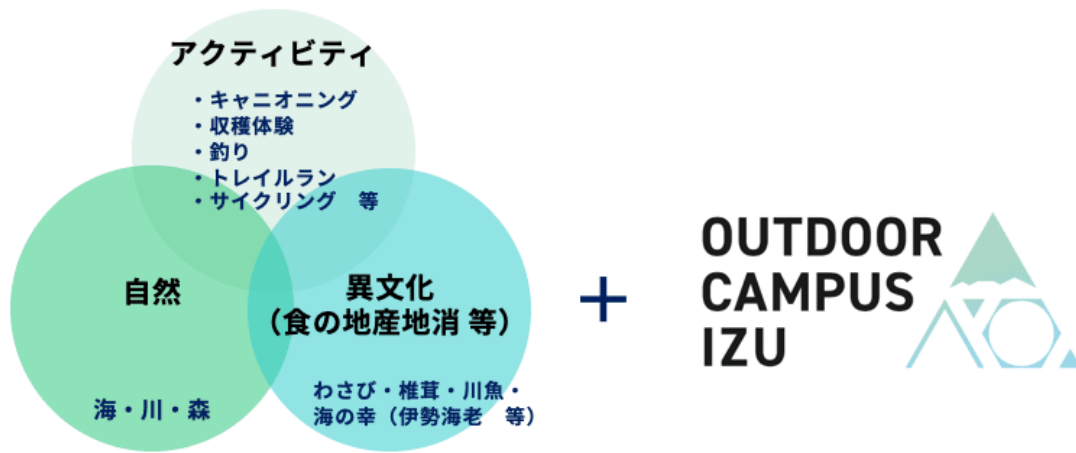 アクティビティ
・キャニオニング
・収穫体験
・釣り
・トレイルラン
・サイクリング　等
自然
海・川・森
異文化
（食の地産地消 等）
わさび・椎茸・川魚・
海の幸（伊勢海老　等）
+
OUTDOOR
CAMPUS
IZU